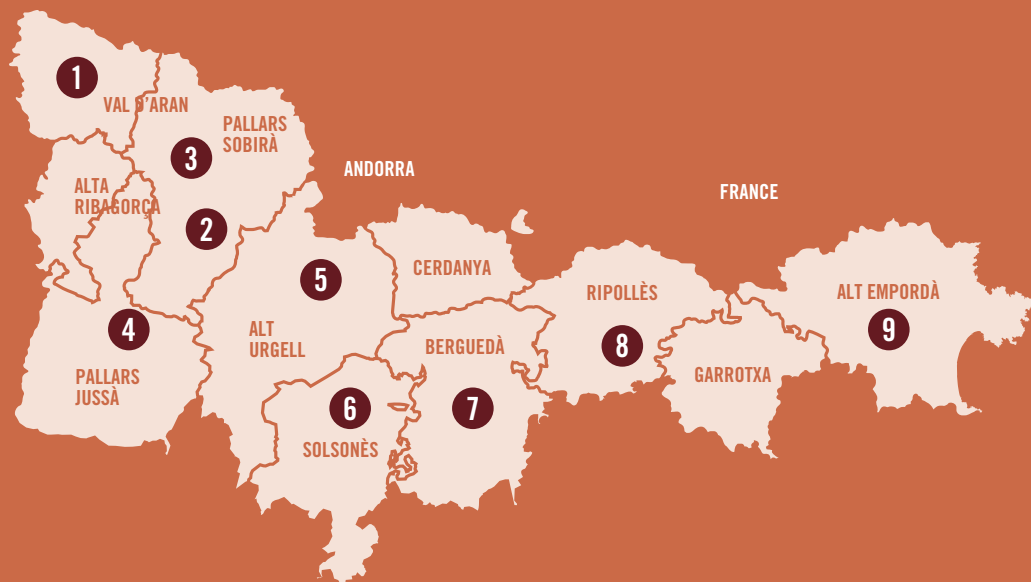 1
VAL D'ARAN
PALLARS
SOBIRÀ
3
ANDORRA
FRANCE
ALTA
RIBAGORÇA
2
5
CERDANYA
RIPOLLÈS
ALT EMPORDÀ
4
ALT
URGELL
BERGUEDÀ
8
9
PALLARS
JUSSÀ
GARROTXA
6
7
SOLSONÈS